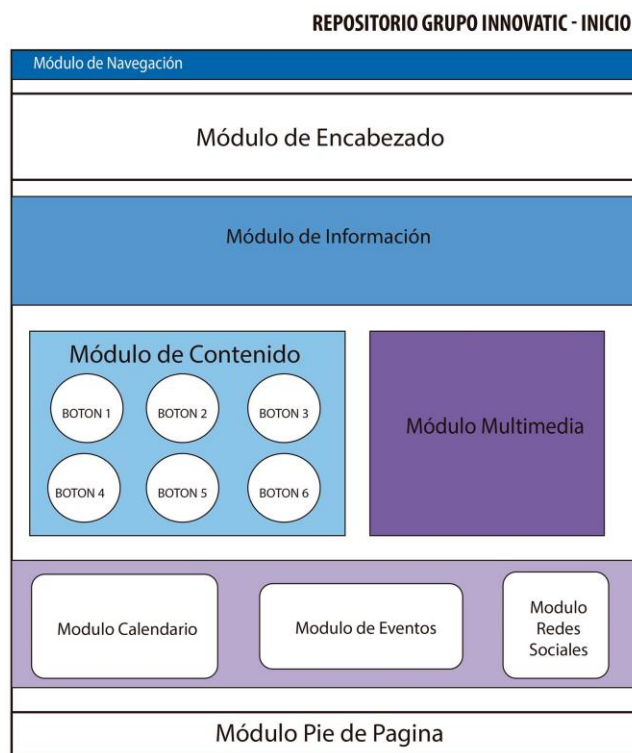 REPOSITORIO GRUPO INNOVATIC - INICIO
Módulo de Navegación
Módulo de Encabezado
Módulo de Información
Módulo de Contenido
BOTON 1
BOTON 2
BOTON 3
BOTON 4
BOTON 5
BOTON 6
Módulo Multimedia
Modulo Calendario
Modulo de Eventos
Modulo
Redes
Sociales
Módulo Pie de Pagina